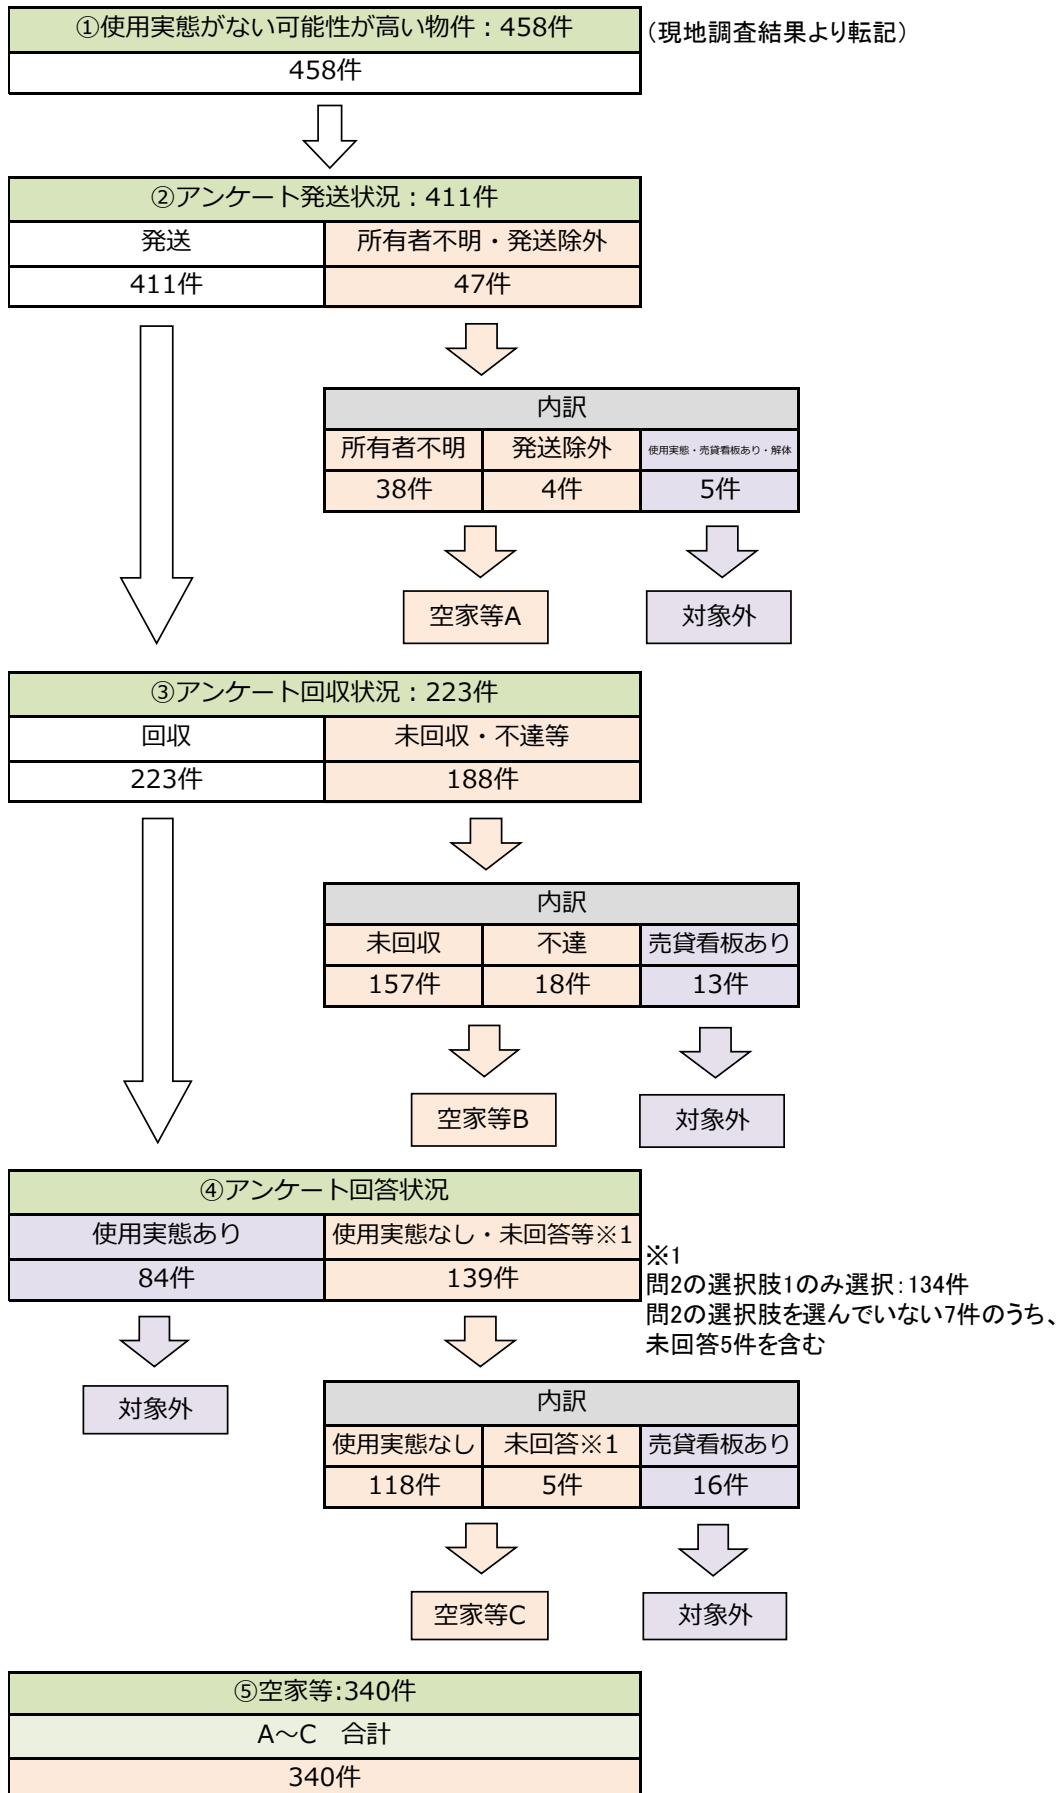 ①使用実態がない可能性が高い物件：458件
（現地調査結果より転記）
458件
②アンケート発送状況：411件
発送
所有者不明・発送除外
411件
47件
内訳
所有者不明
発送除外
使用実態・売貸看板あり・解体
38件
4件
5件
空家等A
対象外
③アンケート回収状況：223件
回収
未回収・不達等
223件
188件
内訳
未回収
不達
売貸看板あり
157件
18件
13件
空家等B
対象外
④アンケート回答状況
使用実態あり
使用実態なし・未回答等※1
84件
139件
※1
問2の選択肢1のみ選択：134件
問2の選択肢を選んでいない7件のうち、
未回答5件を含む
対象外
内訳
使用実態なし
未回答※1
売貸看板あり
118件
5件
16件
空家等C
対象外
⑤空家等:340件
A～C　合計
340件